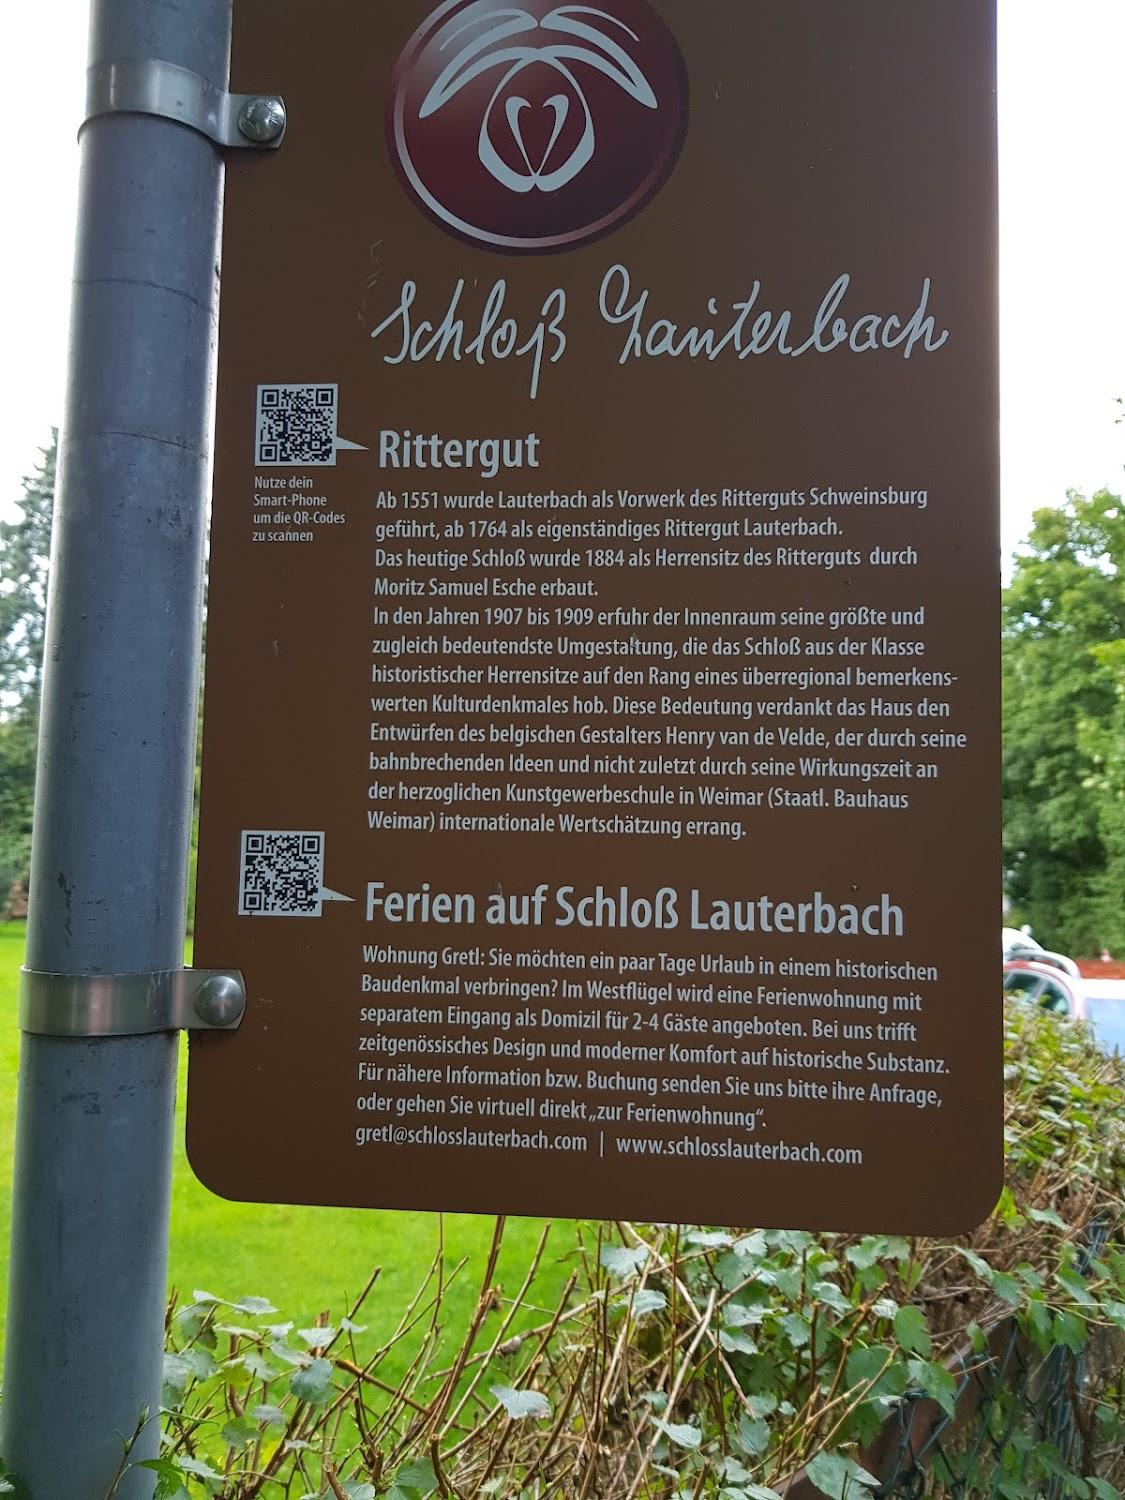 Schloß Lauterbach
Rittergut
Nutze dein
Smart-Phone
um die QR-Codes
zu scannen
Ab 1551 wurde Lauterbach als Vorwerk des Ritterguts Schweinsburg
geführt, ab 1764 als eigenständiges Rittergut Lauterbach.
Das heutige Schloß wurde 1884 als Herrensitz des Ritterguts durch
Moritz Samuel Esche erbaut.
In den Jahren 1907 bis 1909 erfuhr der Innenraum seine größte und
zugleich bedeutendste Umgestaltung, die das Schloß aus der Klasse
historistischer Herrensitze auf den Rang eines überregional bemerkens-
werten Kulturdenkmales hob. Diese Bedeutung verdankt das Haus den
Entwürfen des belgischen Gestalters Henry van de Velde, der durch seine
bahnbrechenden Ideen und nicht zuletzt durch seine Wirkungszeit an
der herzoglichen Kunstgewerbeschule in Weimar (Staatl. Bauhaus
Weimar) internationale Wertschätzung errang.
Ferien auf Schloß Lauterbach
Wohnung Gretl: Sie möchten ein paar Tage Urlaub in einem historischen
Baudenkmal verbringen? Im Westflügel wird eine Ferienwohnung mit
separatem Eingang als Domizil für 2-4 Gäste angeboten. Bei uns trifft
zeitgenössisches Design und moderner Komfort auf historische Substanz.
Für nähere Information bzw. Buchung senden Sie uns bitte ihre Anfrage,
oder gehen Sie virtuell direkt „zur Ferienwohnung“.
gretl@schlosslauterbach.com | www.schlosslauterbach.com